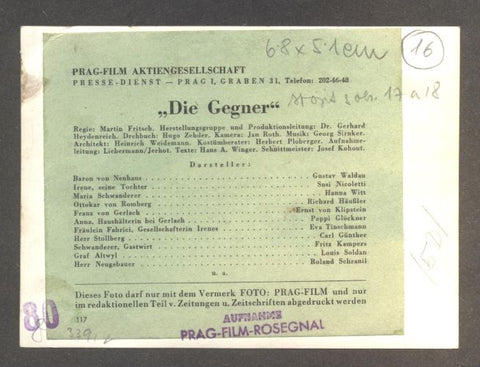 6.8 x 5.1 cm
16
PRAG-FILM AKTIENGESELLSCHAFT
PRESSE-DIENST — PRAG I, GRABEN 31, Telefon: 202-46-48
„Die Gegner“
17 a 18
Regie: Martin Fritsch. Herstellungsgruppe und Produktionsleitung: Dr. Gerhard
Heydenreich. Drehbuch: Hugo Zehder. Kamera: Jan Roth. Musik: Georg Sirnker.
Architekt: Heinrich Weidemann. Kostümberater: Herbert Ploberger. Aufnahme-
leitung: Liebermann/Jerhot. Texte: Hans A. Winger. Schnittmeister: Josef Kohout.
Darsteller:
Baron von Neuhaus Gustav Waldau
Irene, seine Tochter Susi Nicoletti
Maria Schwanderer Hanna Witt
Ottokar von Romberg Richard Häußler
Franz von Gerlach Ernst von Klipstein
Anna, Haushälterin bei Gerlach Peppi Glöckner
Fräulein Fabrici, Gesellschafterin Irenes Eva Tinschmann
Herr Stollberg Carl Günther
Schwanderer, Gastwirt Fritz Kampers
Graf Altwyl Louis Soldan
Herr Neugebauer Roland Schranil
u. a.
Dieses Foto darf nur mit dem Vermerk FOTO: PRAG-FILM und nur
im redaktionellen Teil v. Zeitungen u. Zeitschriften abgedruckt werden
80
117
AUFNAHME
PRAG-FILM-ROSEGNAL